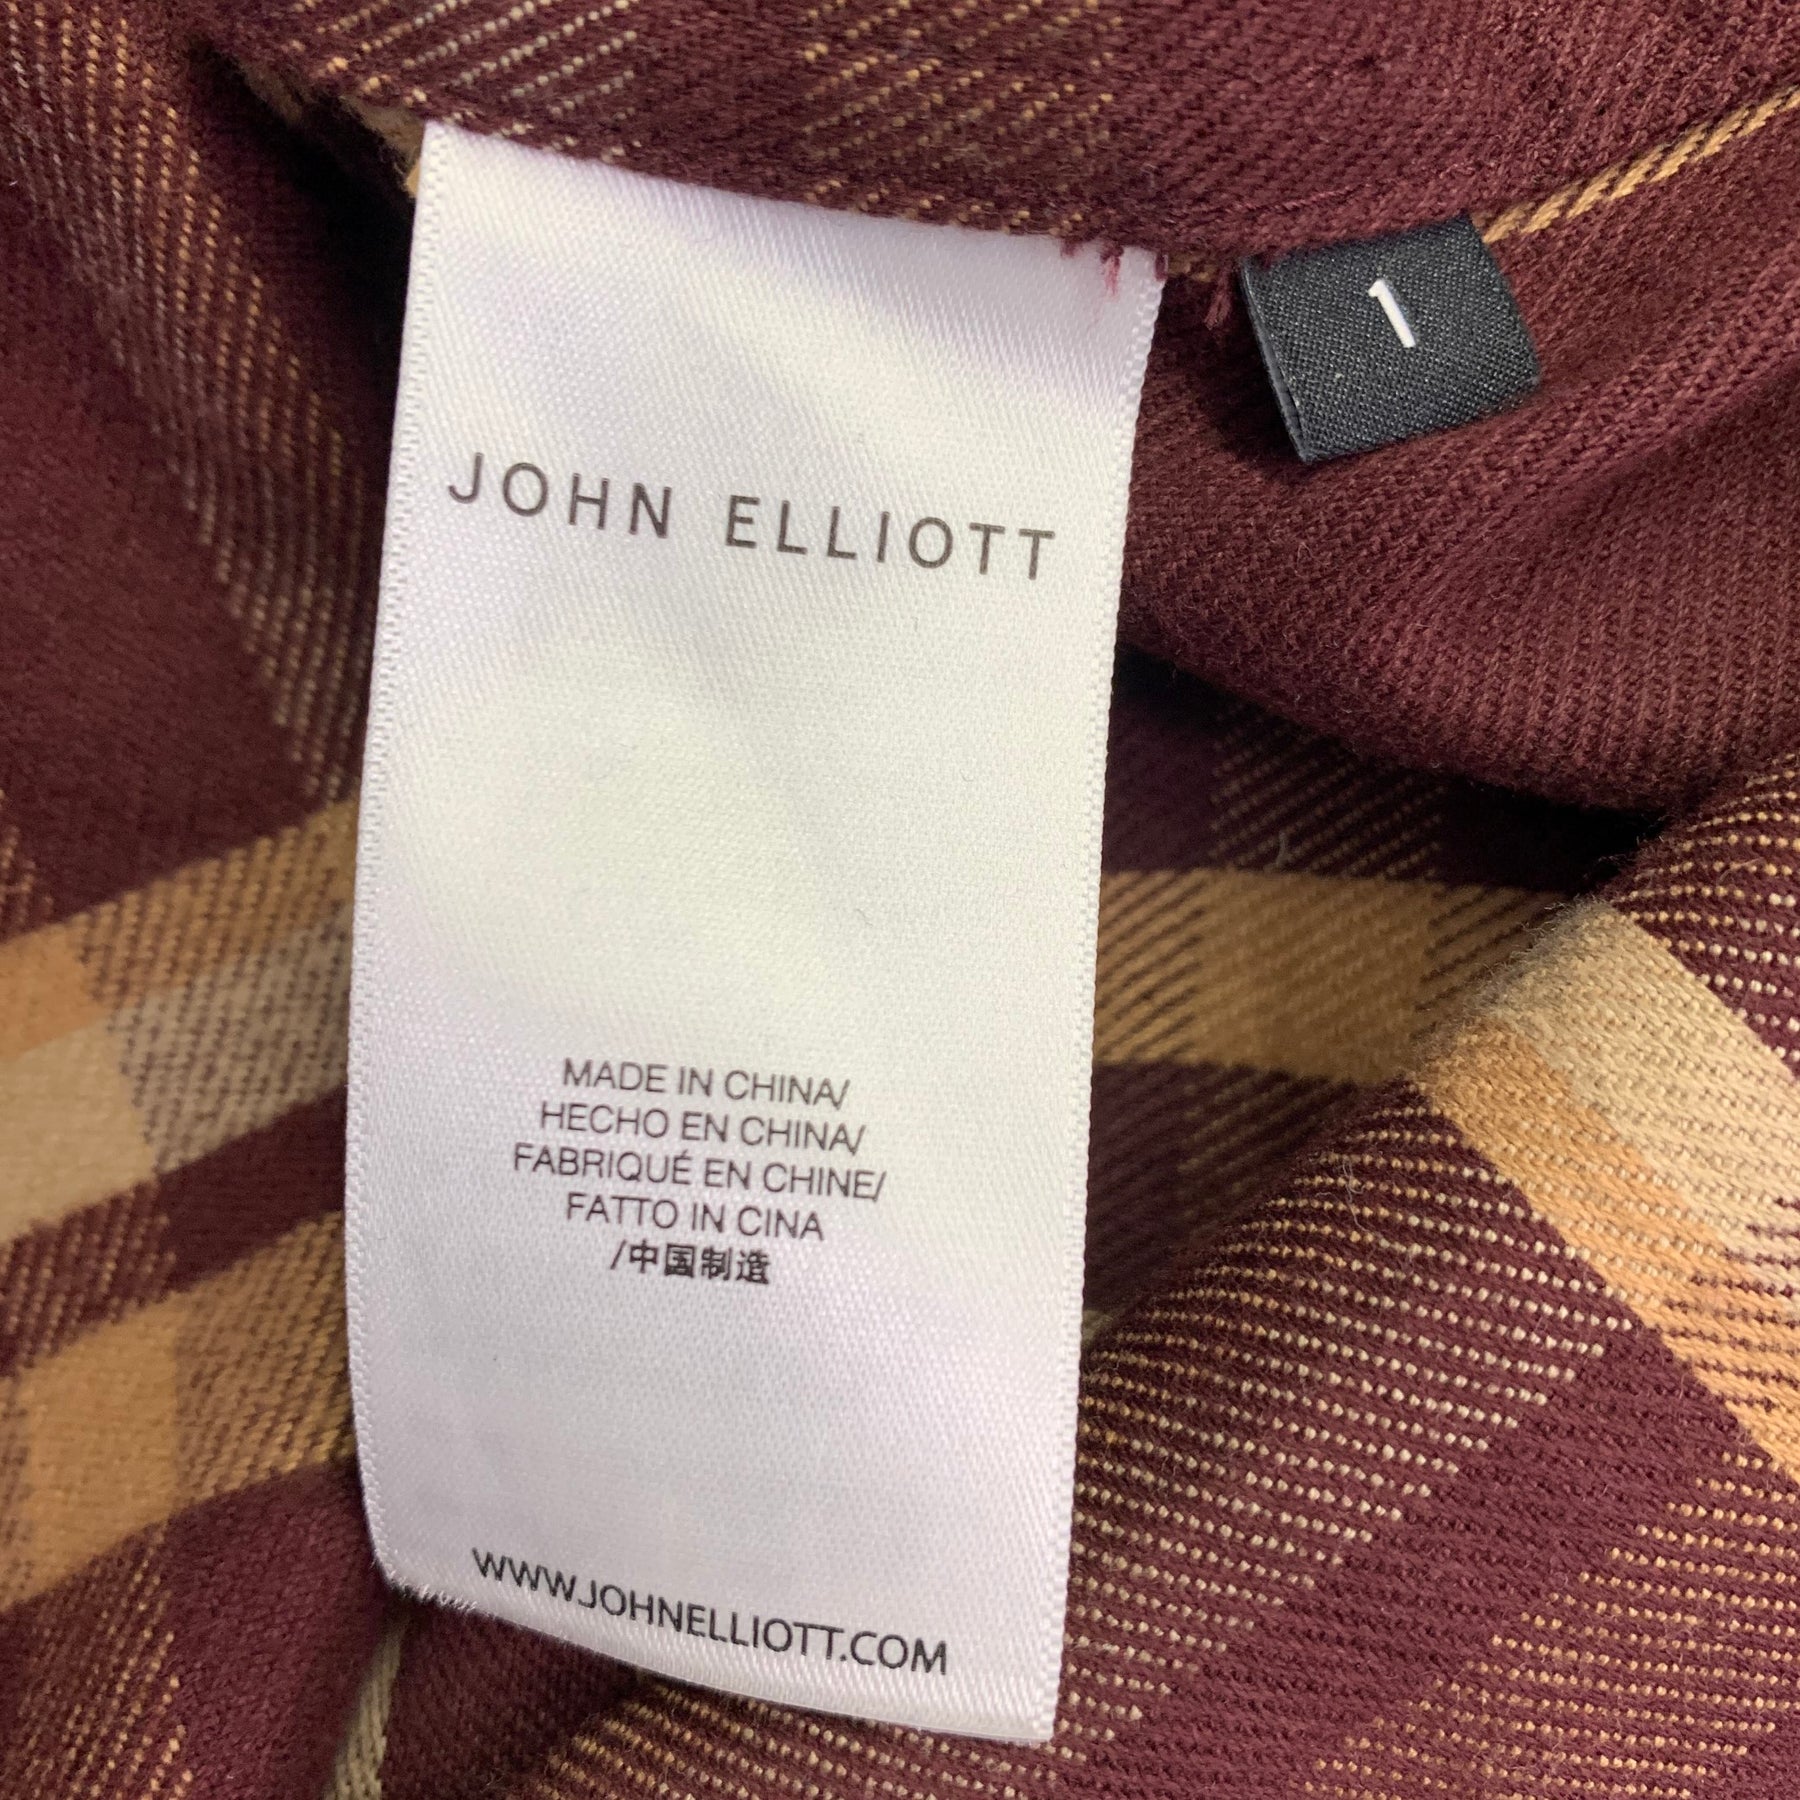 1
JOHN ELLIOTT
MADE IN CHINA/
HECHO EN CHINA/
FABRIQUÉ EN CHINE/
FATTO IN CINA
/中国制造
WWW.JOHNELLIOTT.COM